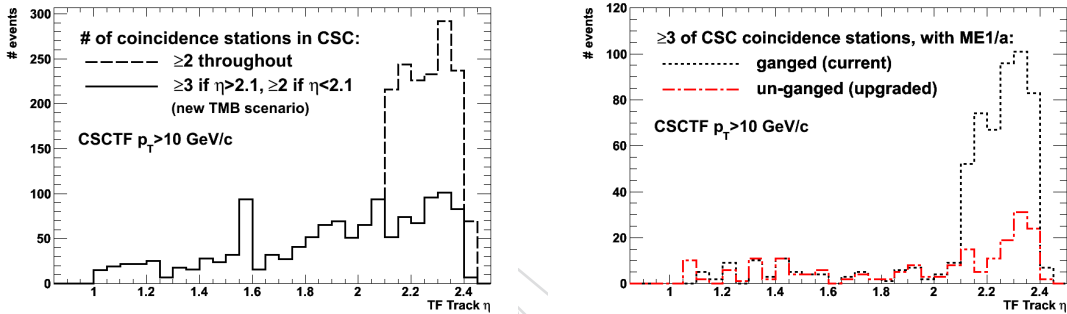 # events
300
250
200
150
100
50
0
# of coincidence stations in CSC:
≥2 throughout
≥3 if η>2.1, ≥2 if η<2.1
(new TMB scenario)
CSCTF p_T>10 GeV/c
1 1.2 1.4 1.6 1.8 2 2.2 2.4
TF Track η
# events
120
100
80
60
40
20
0
≥3 of CSC coincidence stations, with ME1/a:
ganged (current)
un-ganged (upgraded)
CSCTF p_T>10 GeV/c
1 1.2 1.4 1.6 1.8 2 2.2 2.4
TF Track η